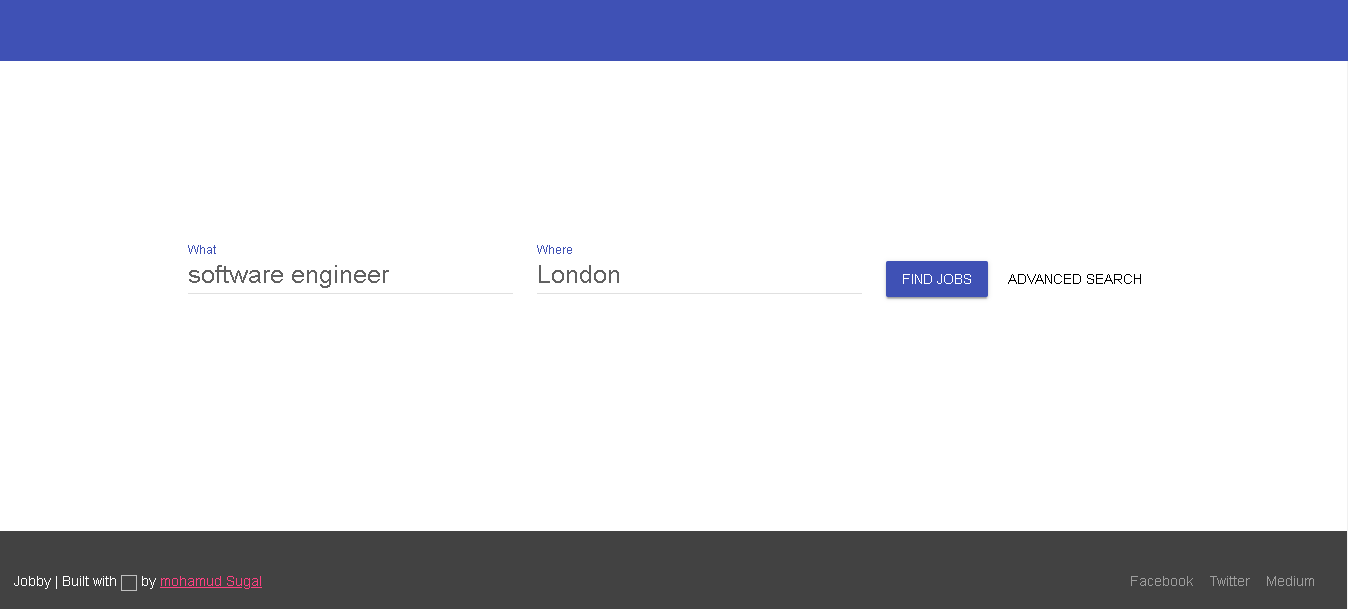 What
Where
software engineer
London
FIND JOBS
ADVANCED SEARCH
Jobby | Built with □ by mohamud Sugal
Facebook Twitter Medium